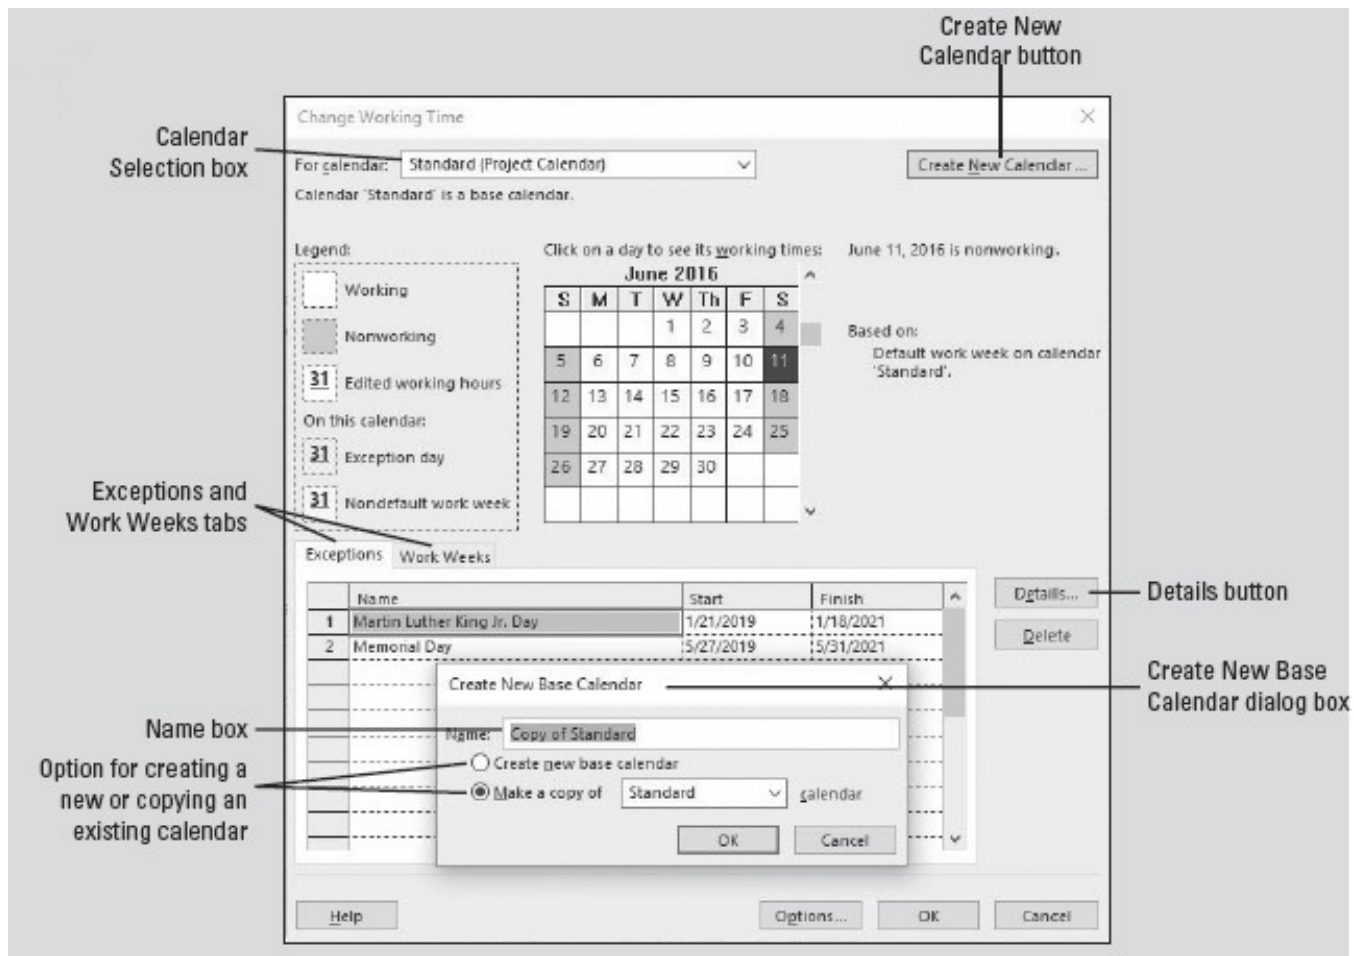 Create New
Calendar button
Change Working Time
Calendar
Selection box
For calendar:
Standard (Project Calendar)
Create New Calendar ...
Calendar 'Standard' is a base calendar.
Legend:
Working
Nonworking
31 Edited working hours
On this calendar:
31 Exception day
31 Nondefault work week
Click on a day to see its working times:
June 2016
S M T W Th F S
1 2 3 4
5 6 7 8 9 10 11
12 13 14 15 16 17 18
19 20 21 22 23 24 25
26 27 28 29 30
June 11, 2016 is nonworking.
Based on:
Default work week on calendar
'Standard'.
Exceptions and
Work Weeks tabs
Exceptions
Work Weeks
Name Start Finish
1 Martin Luther King Jr. Day 1/21/2019 1/18/2021
2 Memorial Day 5/27/2019 5/31/2021
Details...
Details button
Delete
Create New Base Calendar
Create New Base
Calendar dialog box
Name box
Name: Copy of Standard
Option for creating a
new or copying an
existing calendar
Create new base calendar
Make a copy of Standard calendar
OK Cancel
Help
Options...
OK
Cancel